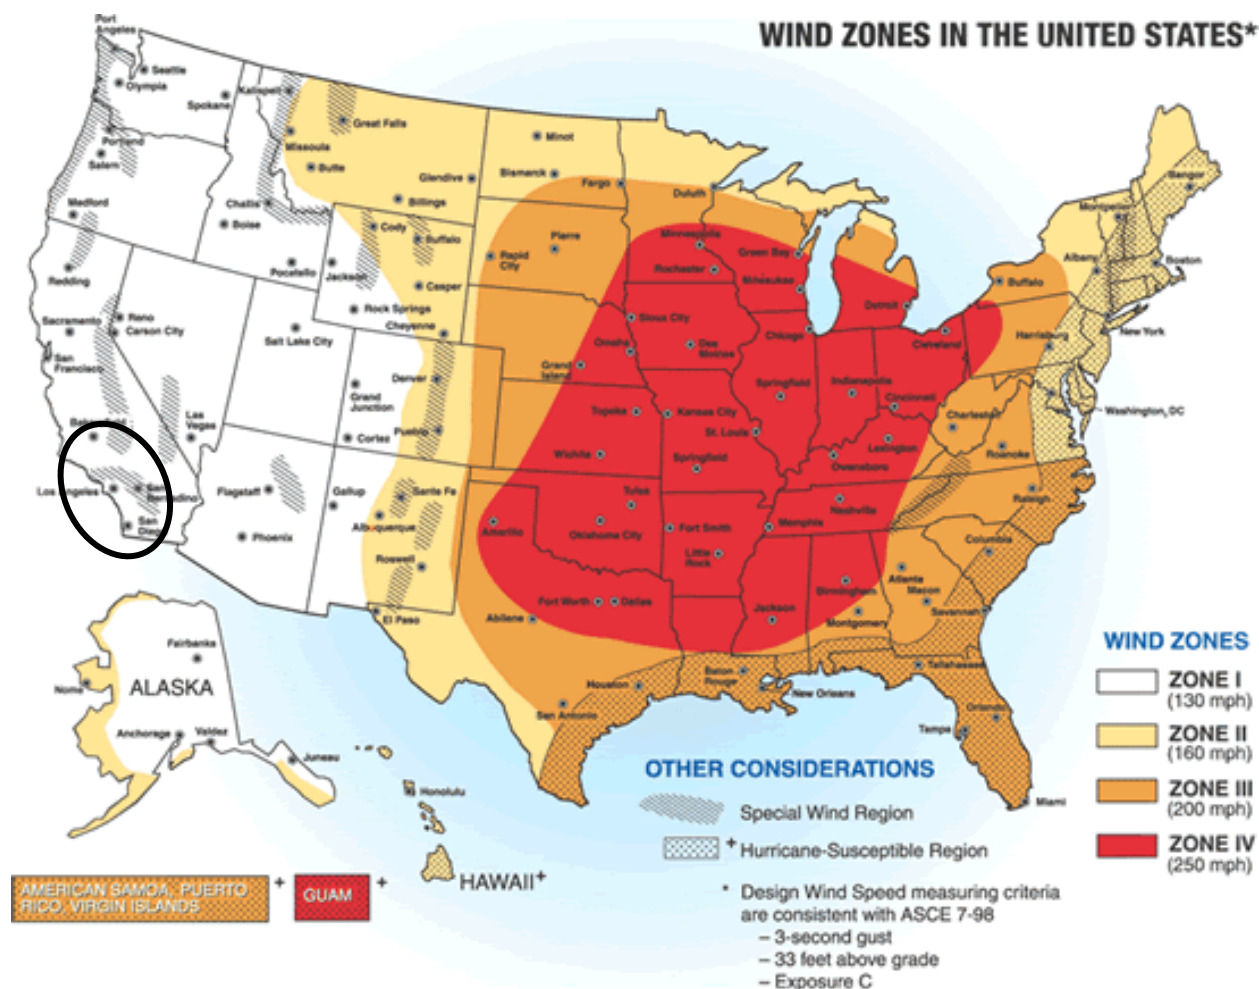 WIND ZONES IN THE UNITED STATES*
Port
Angeles
Seattle
Olympia
Spokane
Kalispell
Great Falls
Missoula
Butte
Glendive
Billings
Minot
Bismarck
Fargo
Duluth
Portland
Salem
Medford
Challis
Boise
Pocatello
Cody
Buffalo
Jackson
Casper
Rock Springs
Cheyenne
Rapid
City
Pierre
Minneapolis
Rochester
Green Bay
Milwaukee
Detroit
Buffalo
Albany
Montpelier
Bangor
Boston
New York
Harrisburg
Washington, DC
Redding
Sacramento
San
Francisco
Reno
Carson City
Salt Lake City
Las
Vegas
Bakersfield
Grand
Junction
Denver
Pueblo
Cortez
Sioux City
Omaha
Des
Moines
Grand
Island
Chicago
Cleveland
Springfield
Indianapolis
Cincinnati
Charleston
Roanoke
Topeka
Kansas City
St. Louis
Lexington
Owensboro
Wichita
Springfield
Los Angeles
San
Bernardino
San
Diego
Flagstaff
Phoenix
Gallup
Sante Fe
Albuquerque
Roswell
El Paso
Amarillo
Tulsa
Oklahoma City
Fort Smith
Little
Rock
Memphis
Nashville
Raleigh
Columbia
Atlanta
Macon
Savannah
Birmingham
Montgomery
Jackson
Fort Worth
Dallas
Abilene
Houston
San Antonio
Baton
Rouge
New Orleans
Tallahassee
Orlando
Tampa
Miami
Fairbanks
Nome
ALASKA
Anchorage
Valdez
Juneau
Honolulu
HAWAII+
AMERICAN SAMOA, PUERTO
RICO, VIRGIN ISLANDS
+
GUAM
+
OTHER CONSIDERATIONS
Special Wind Region
+ Hurricane-Susceptible Region
* Design Wind Speed measuring criteria
are consistent with ASCE 7-98
– 3-second gust
– 33 feet above grade
– Exposure C
WIND ZONES
ZONE I
(130 mph)
ZONE II
(160 mph)
ZONE III
(200 mph)
ZONE IV
(250 mph)